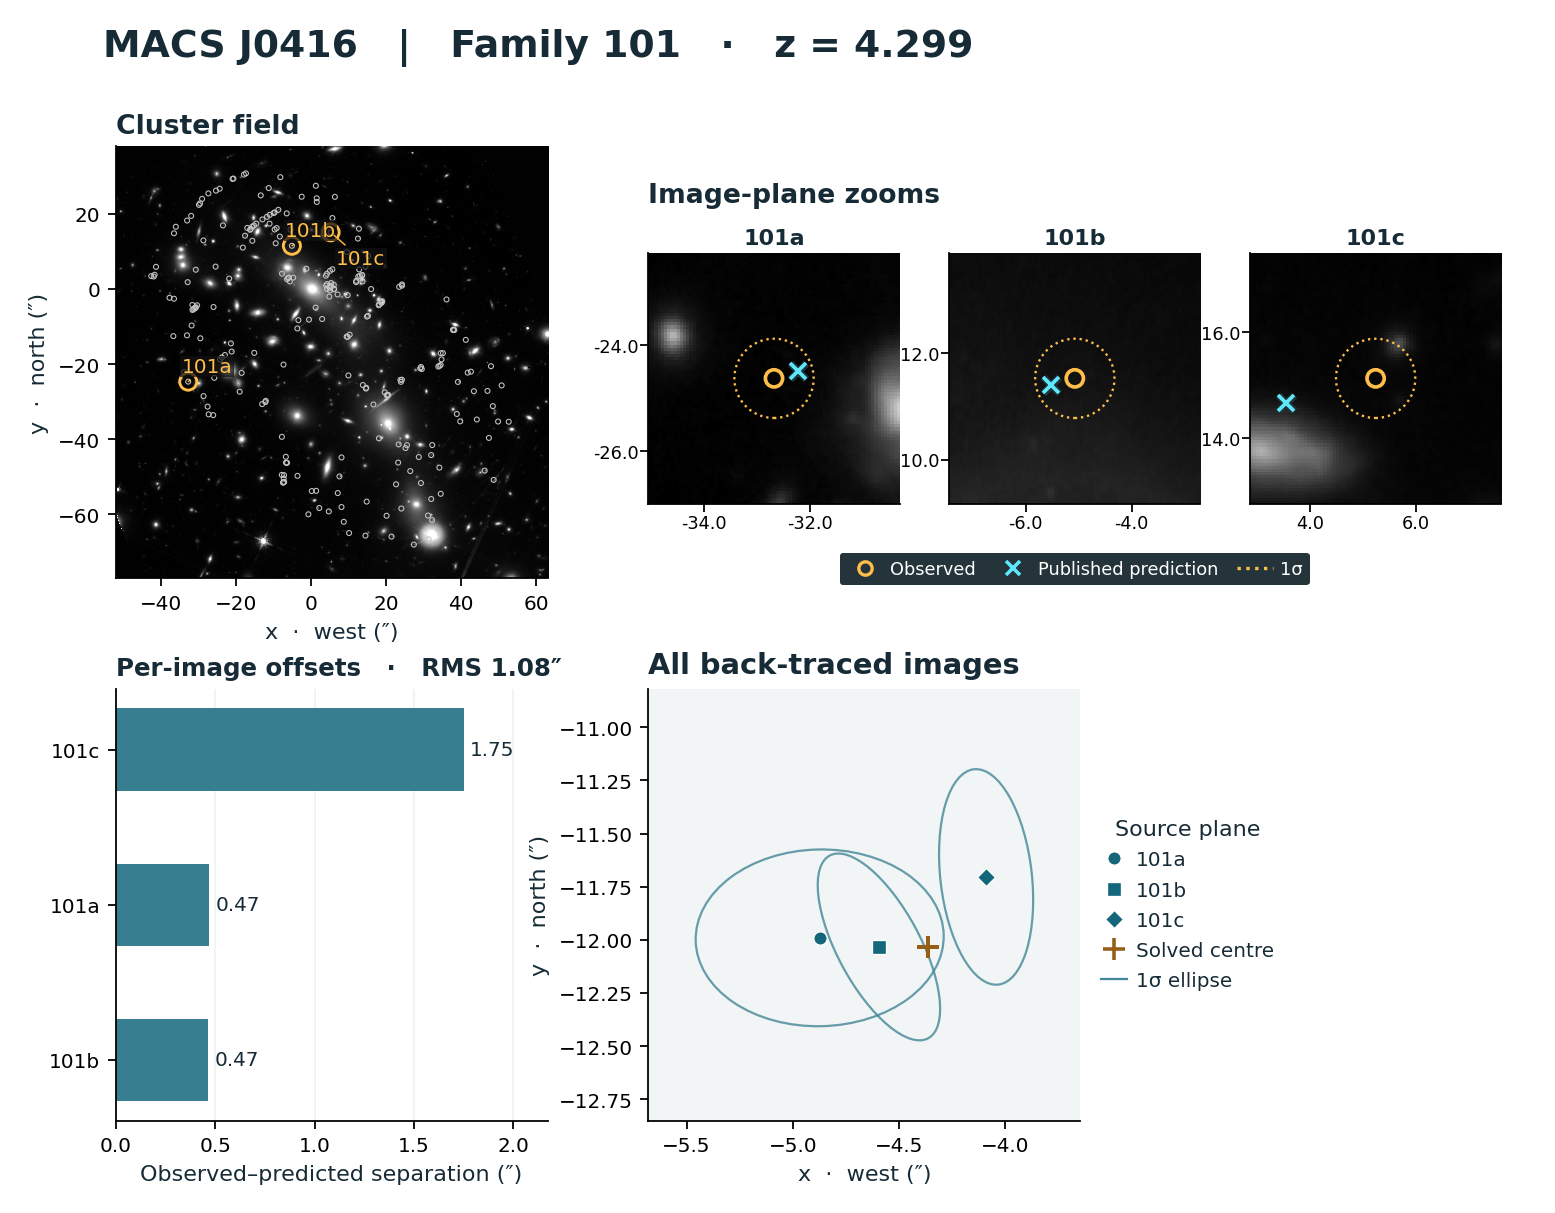 MACS J0416 | Family 101 · z = 4.299
Cluster field
101b
101c
101a
20
0
−20
−40
−60
y · north (″)
−40 −20 0 20 40 60
x · west (″)
Image-plane zooms
101a 101b 101c
-24.0
-26.0
-34.0 -32.0
12.0
10.0
-6.0 -4.0
16.0
14.0
4.0 6.0
Observed Published prediction 1σ
Per-image offsets · RMS 1.08″
101c 1.75
101a 0.47
101b 0.47
0.0 0.5 1.0 1.5 2.0
Observed–predicted separation (″)
All back-traced images
−11.00
−11.25
−11.50
−11.75
−12.00
−12.25
−12.50
−12.75
y · north (″)
−5.5 −5.0 −4.5 −4.0
x · west (″)
Source plane
101a
101b
101c
Solved centre
1σ ellipse